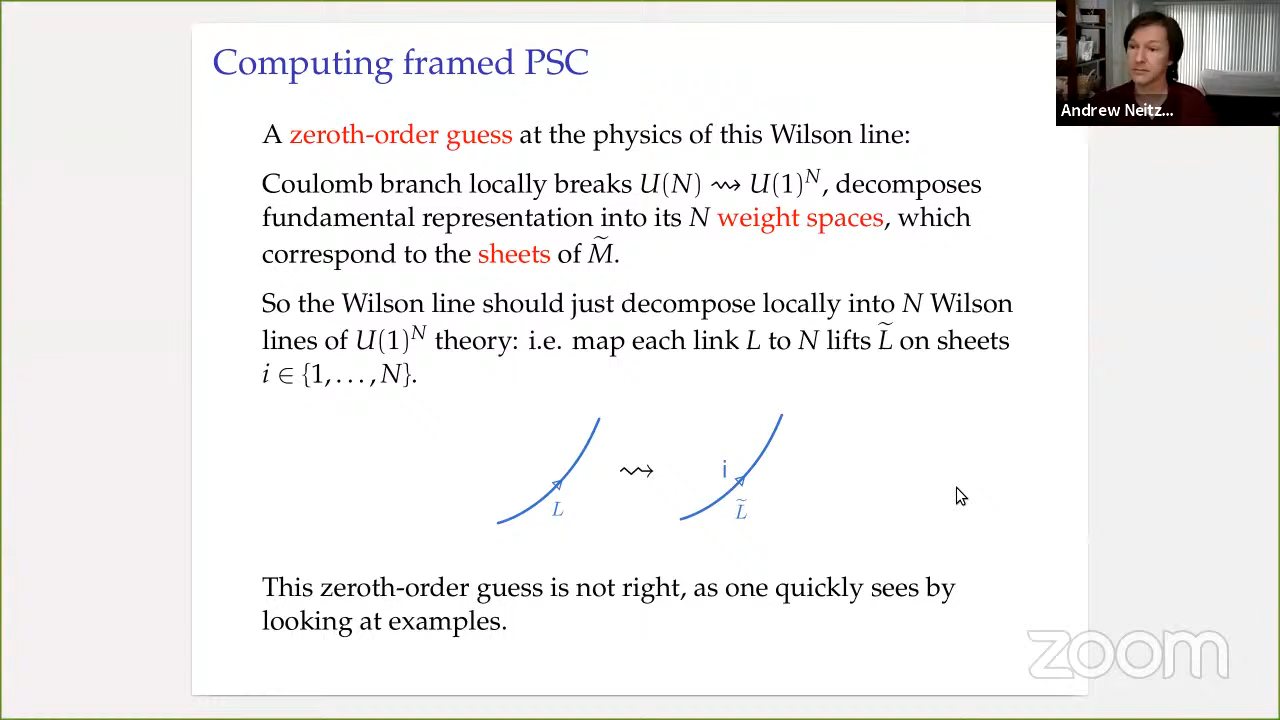 Computing framed PSC
A zeroth-order guess at the physics of this Wilson line:
Coulomb branch locally breaks U(N) ⇝ U(1)^N, decomposes
fundamental representation into its N weight spaces, which
correspond to the sheets of M̃.
So the Wilson line should just decompose locally into N Wilson
lines of U(1)^N theory: i.e. map each link L to N lifts L̃ on sheets
i ∈ {1, . . . , N}.
L
⇝
i
L̃
This zeroth-order guess is not right, as one quickly sees by
looking at examples.
Andrew Neitz...
zoom